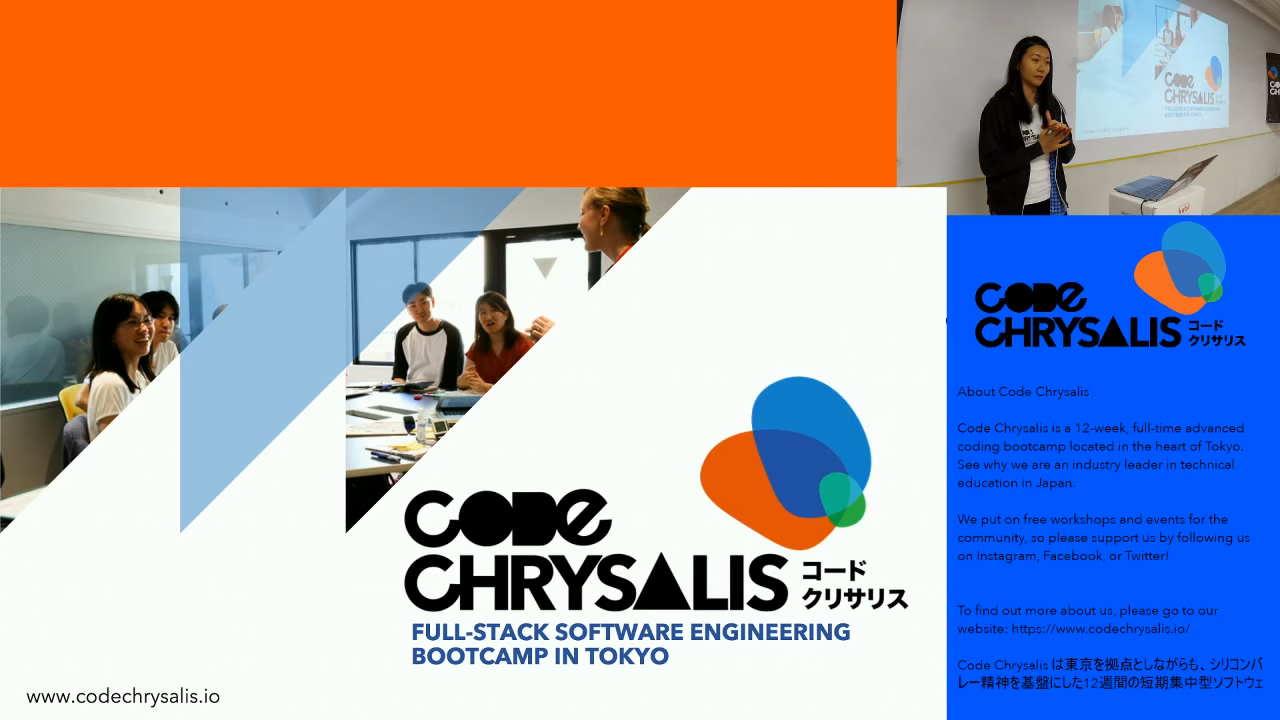 CODE
CHRYSALIS
コード
クリサリス
FULL-STACK SOFTWARE ENGINEERING
BOOTCAMP IN TOKYO
www.codechrysalis.io
CODE
CHRYSALIS
CODE
CHRYSALIS
コード
クリサリス
About Code Chrysalis
Code Chrysalis is a 12-week, full-time advanced
coding bootcamp located in the heart of Tokyo.
See why we are an industry leader in technical
education in Japan.
We put on free workshops and events for the
community, so please support us by following us
on Instagram, Facebook, or Twitter!
To find out more about us, please go to our
website: https://www.codechrysalis.io/
Code Chrysalis は東京を拠点としながらも、シリコンバ
レー精神を基盤にした12週間の短期集中型ソフトウェ